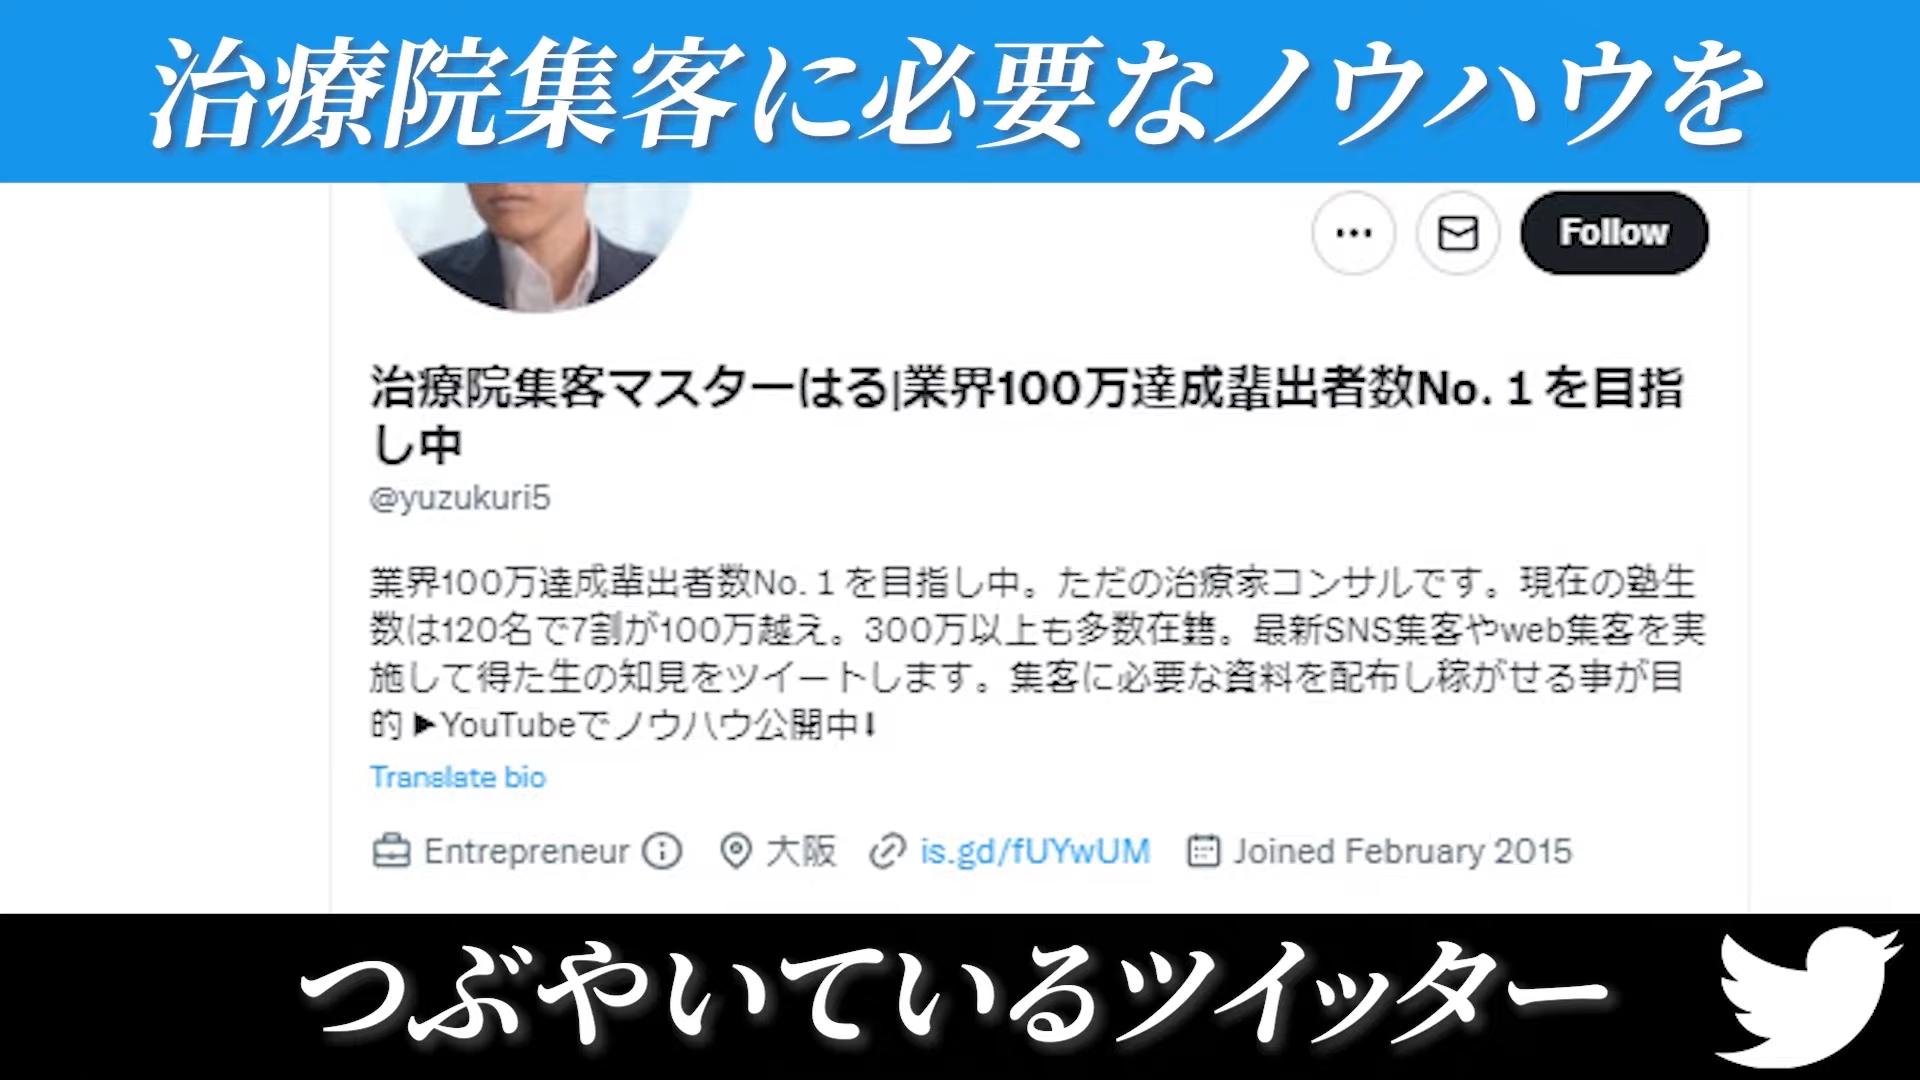 治療院集客に必要なノウハウを
Follow
治療院集客マスターはる|業界100万達成輩出者数No.１を目指
し中
@yuzukuri5
業界100万達成輩出者数No.１を目指し中。ただの治療家コンサルです。現在の塾生
数は120名で7割が100万越え。300万以上も多数在籍。最新SNS集客やweb集客を実
施して得た生の知見をツイートします。集客に必要な資料を配布し稼がせる事が目
的▶YouTubeでノウハウ公開中⬇
Translate bio
Entrepreneur 大阪 is.gd/fUYwUM Joined February 2015
つぶやいているツイッター